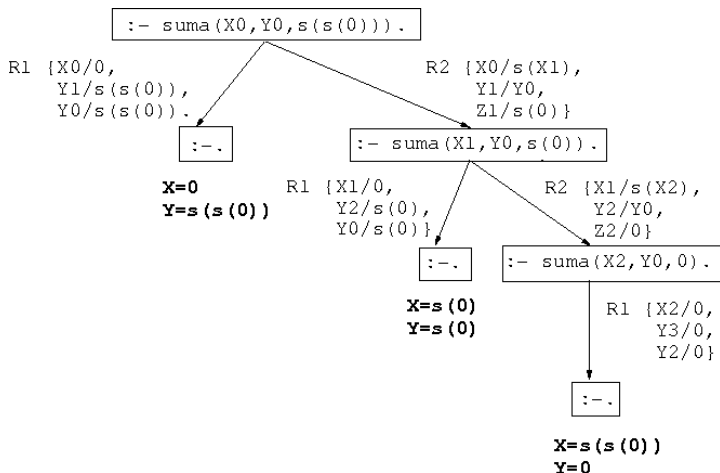 :- suma(X0,Y0,s(s(0))).
R1 {X0/0,
Y1/s(s(0)),
Y0/s(s(0)).
R2 {X0/s(X1),
Y1/Y0,
Z1/s(0)}
:-.
:- suma(X1,Y0,s(0)).
X=0
Y=s(s(0))
R1 {X1/0,
Y2/s(0),
Y0/s(0)}
R2 {X1/s(X2),
Y2/Y0,
Z2/0}
:-.
:- suma(X2,Y0,0).
X=s(0)
Y=s(0)
R1 {X2/0,
Y3/0,
Y2/0}
:-.
X=s(s(0))
Y=0